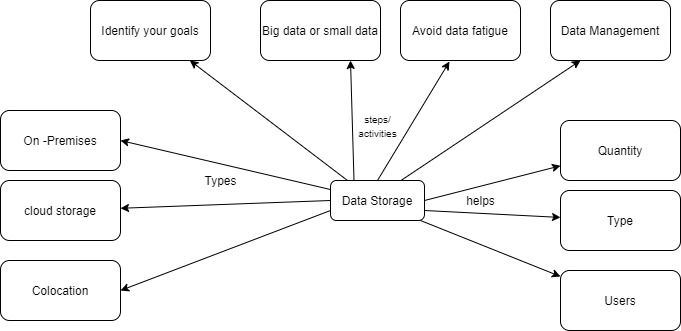 Identify your goals
Big data or small data
Avoid data fatigue
Data Management
steps/
activities
On -Premises
Quantity
Types
cloud storage
Data Storage
helps
Type
Colocation
Users